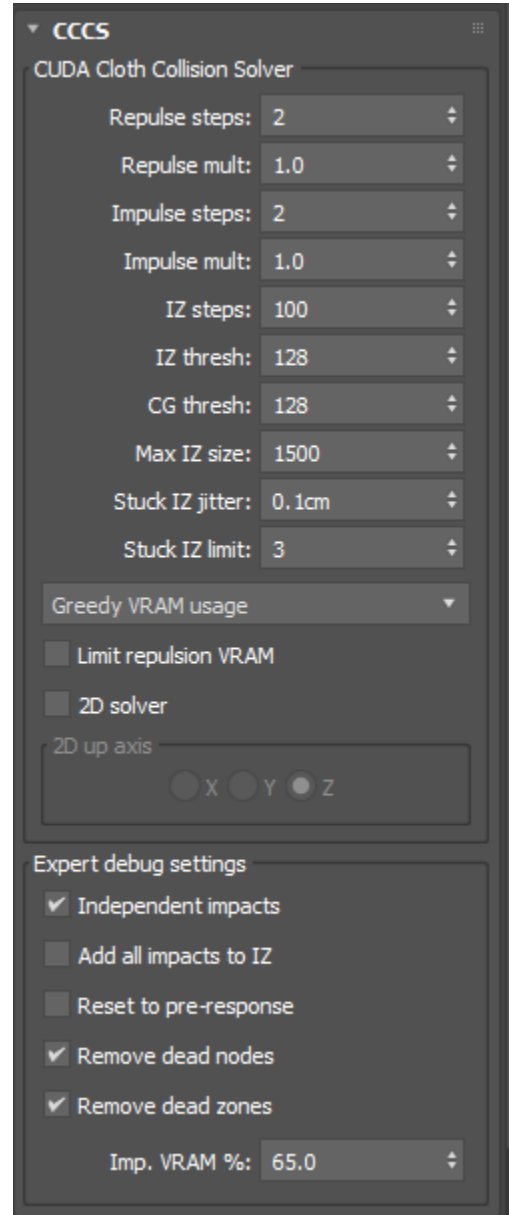 CCCS
CUDA Cloth Collision Solver
Repulse steps: 2
Repulse mult: 1.0
Impulse steps: 2
Impulse mult: 1.0
IZ steps: 100
IZ thresh: 128
CG thresh: 128
Max IZ size: 1500
Stuck IZ jitter: 0.1cm
Stuck IZ limit: 3
Greedy VRAM usage
Limit repulsion VRAM
2D solver
2D up axis
X Y Z
Expert debug settings
Independent impacts
Add all impacts to IZ
Reset to pre-response
Remove dead nodes
Remove dead zones
Imp. VRAM %: 65.0